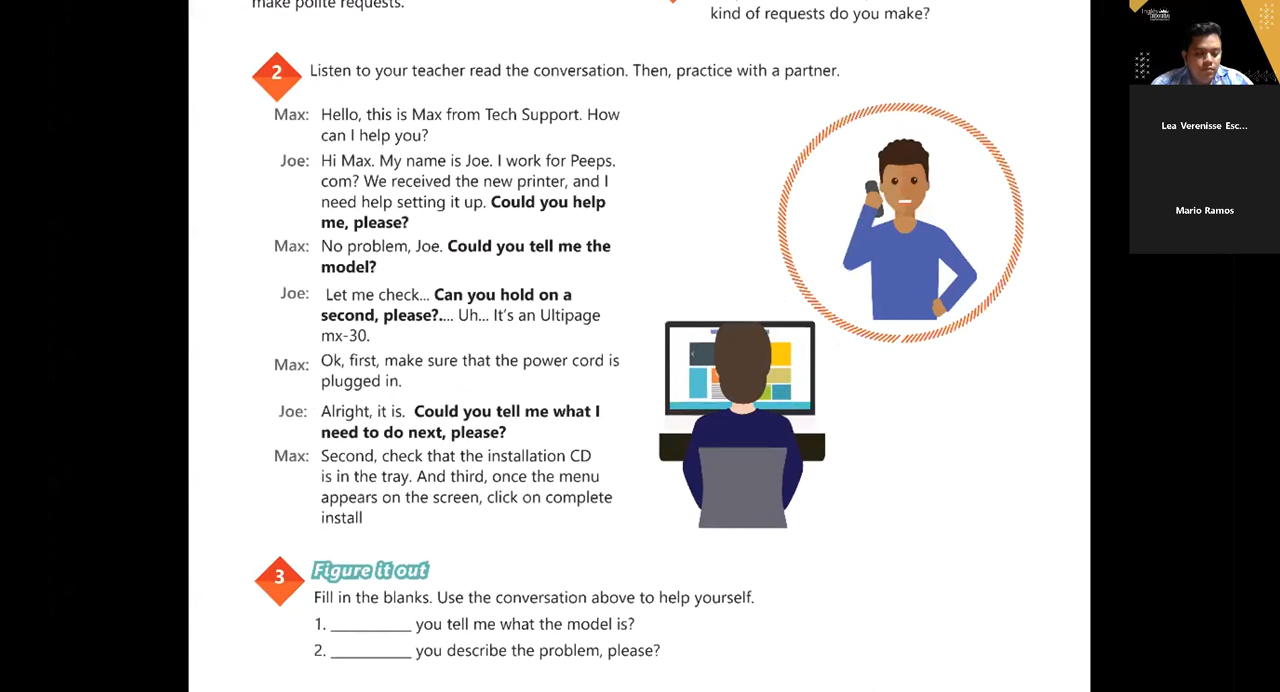 make polite requests.
kind of requests do you make?
2 Listen to your teacher read the conversation. Then, practice with a partner.
Max: Hello, this is Max from Tech Support. How
can I help you?
Joe: Hi Max. My name is Joe. I work for Peeps.
com? We received the new printer, and I
need help setting it up. Could you help
me, please?
Max: No problem, Joe. Could you tell me the
model?
Joe: Let me check... Can you hold on a
second, please?.... Uh... It's an Ultipage
mx-30.
Max: Ok, first, make sure that the power cord is
plugged in.
Joe: Alright, it is. Could you tell me what I
need to do next, please?
Max: Second, check that the installation CD
is in the tray. And third, once the menu
appears on the screen, click on complete
install
3 Figure it out
Fill in the blanks. Use the conversation above to help yourself.
1. __________ you tell me what the model is?
2. __________ you describe the problem, please?
Lea Verenisse Esc...
Mario Ramos